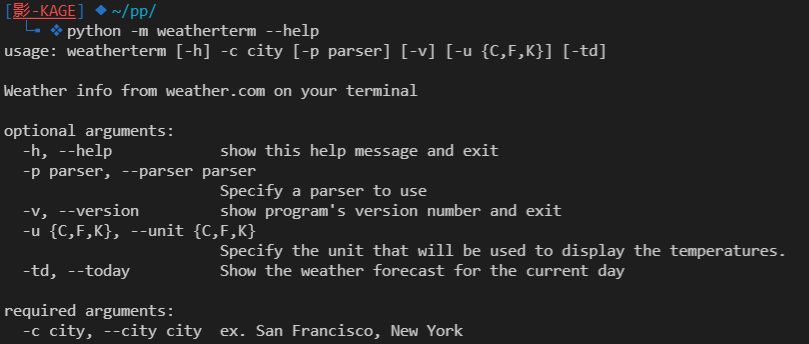 [影-KAGE] ◆ ~/pp/
└─■ ❖ python -m weatherterm --help
usage: weatherterm [-h] -c city [-p parser] [-v] [-u {C,F,K}] [-td]
Weather info from weather.com on your terminal
optional arguments:
-h, --help show this help message and exit
-p parser, --parser parser
Specify a parser to use
-v, --version show program's version number and exit
-u {C,F,K}, --unit {C,F,K}
Specify the unit that will be used to display the temperatures.
-td, --today Show the weather forecast for the current day
required arguments:
-c city, --city city ex. San Francisco, New York